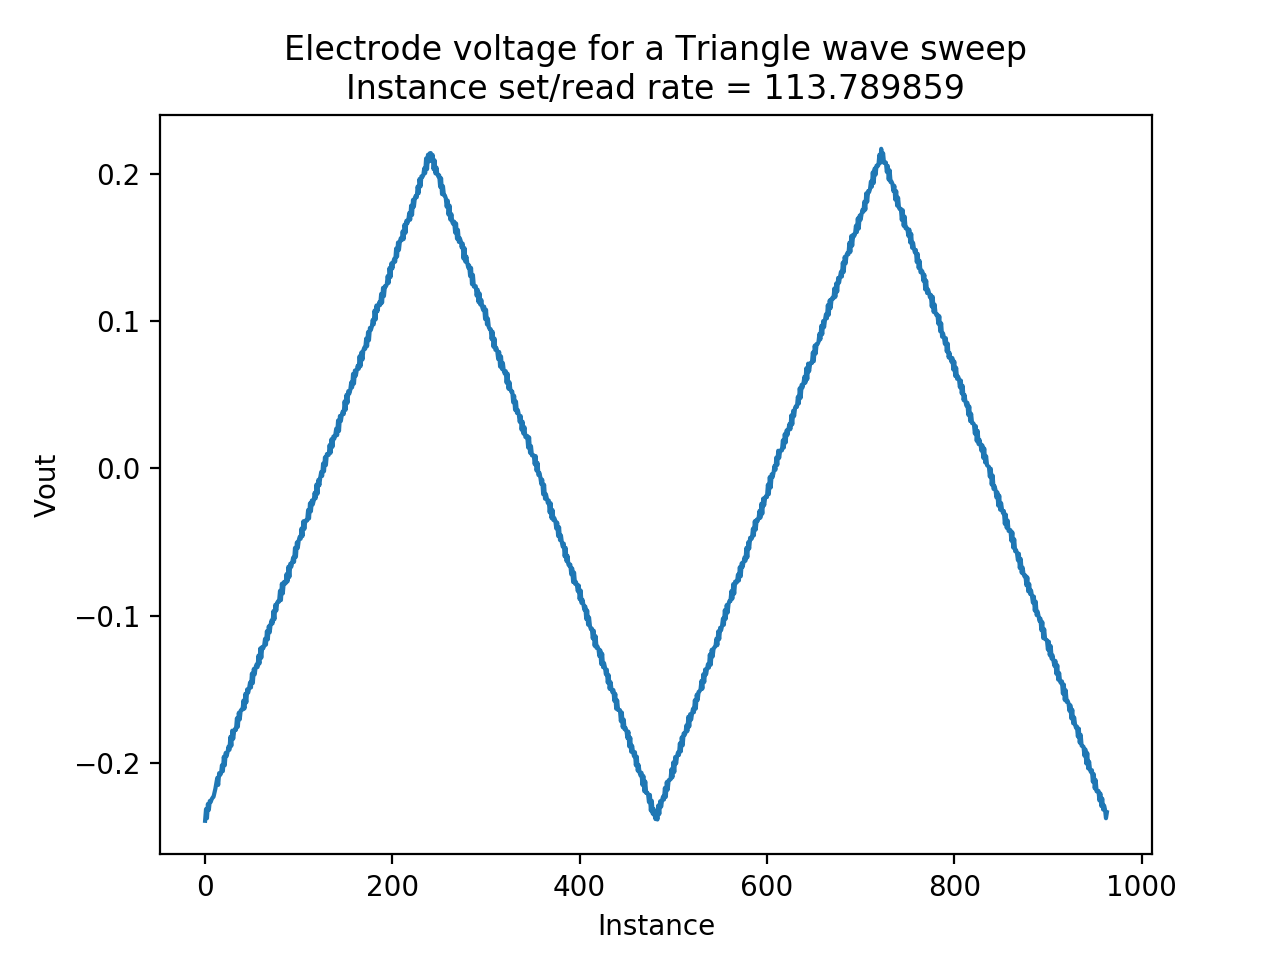 Electrode voltage for a Triangle wave sweep
Instance set/read rate = 113.789859
0.2
0.1
0.0
−0.1
−0.2
Vout
0 200 400 600 800 1000
Instance